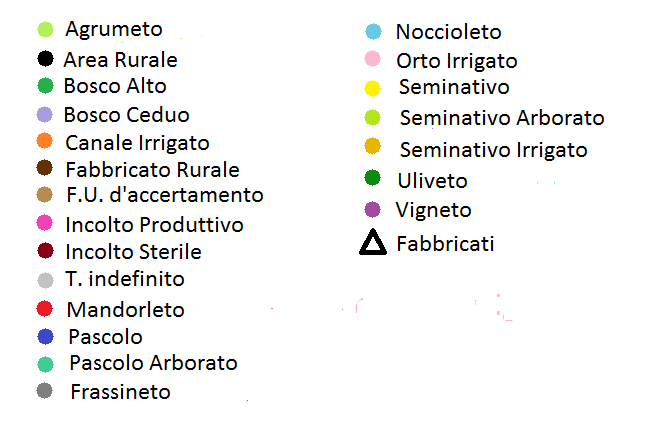 Agrumeto
Area Rurale
Bosco Alto
Bosco Ceduo
Canale Irrigato
Fabbricato Rurale
F.U. d'accertamento
Incolto Produttivo
Incolto Sterile
T. indefinito
Mandorleto
Pascolo
Pascolo Arborato
Frassineto
Noccioleto
Orto Irrigato
Seminativo
Seminativo Arborato
Seminativo Irrigato
Uliveto
Vigneto
Fabbricati